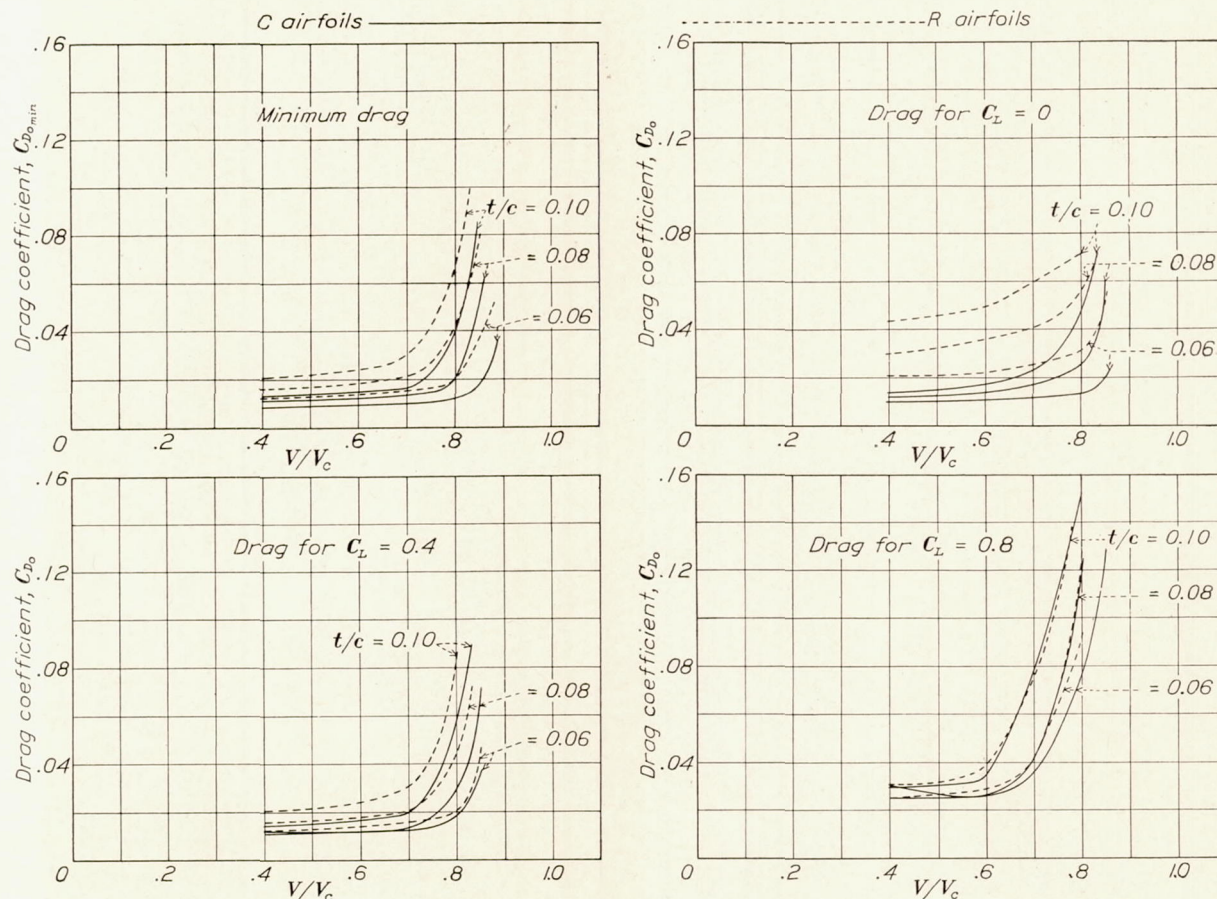 C airfoils
R airfoils
Minimum drag
Drag coefficient, C_{D_{o_{min}}}
.16
.12
.08
.04
t/c = 0.10
= 0.08
= 0.06
0 .2 .4 .6 .8 1.0
V/V_c
Drag for C_L = 0
Drag coefficient, C_{D_o}
.16
.12
.08
.04
t/c = 0.10
= 0.08
= 0.06
0 .2 .4 .6 .8 1.0
V/V_c
Drag for C_L = 0.4
Drag coefficient, C_{D_o}
.16
.12
.08
.04
t/c = 0.10
= 0.08
= 0.06
0 .2 .4 .6 .8 1.0
V/V_c
Drag for C_L = 0.8
Drag coefficient, C_{D_o}
.16
.12
.08
.04
t/c = 0.10
= 0.08
= 0.06
0 .2 .4 .6 .8 1.0
V/V_c